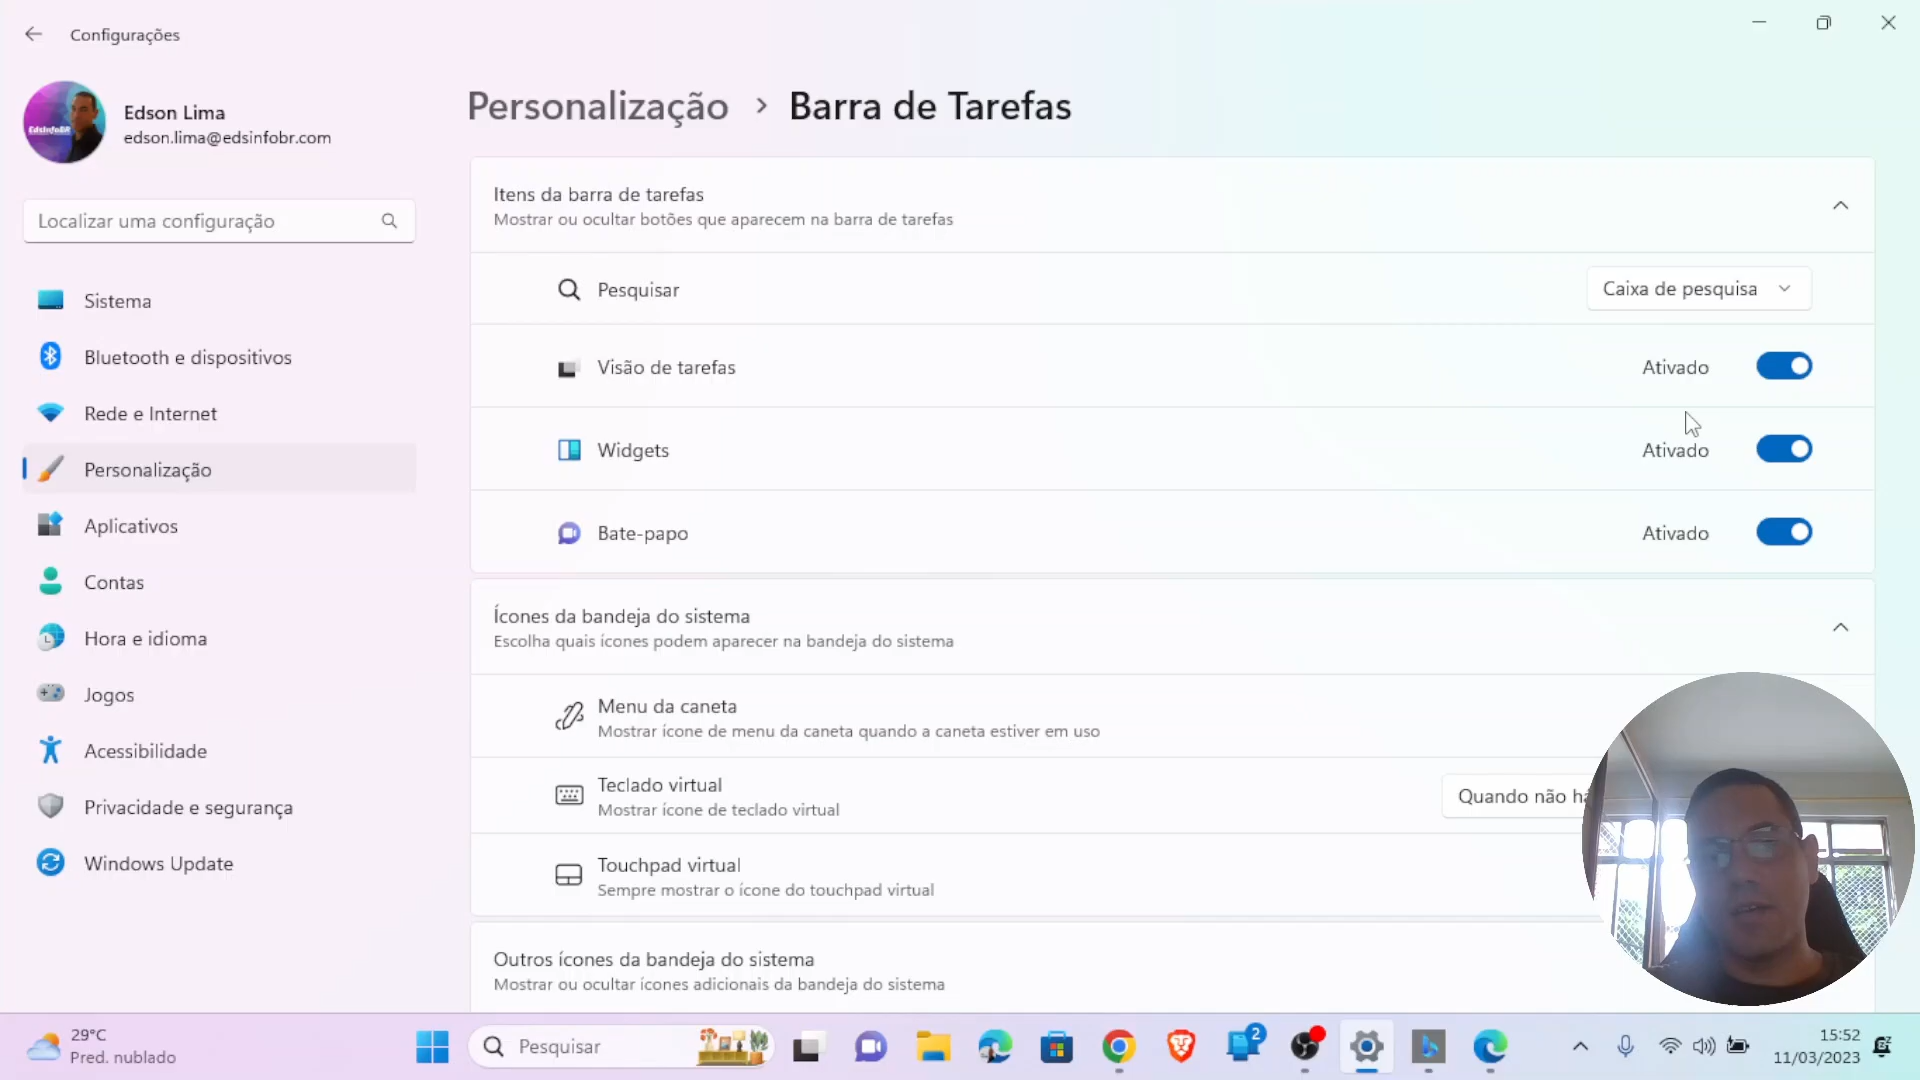 Configurações
Edson Lima
edson.lima@edsinfobr.com
EdsInfoBR
Localizar uma configuração
Sistema
Bluetooth e dispositivos
Rede e Internet
Personalização
Aplicativos
Contas
Hora e idioma
Jogos
Acessibilidade
Privacidade e segurança
Windows Update
Personalização > Barra de Tarefas
Itens da barra de tarefas
Mostrar ou ocultar botões que aparecem na barra de tarefas
Pesquisar
Caixa de pesquisa
Visão de tarefas
Ativado
Widgets
Ativado
Bate-papo
Ativado
Ícones da bandeja do sistema
Escolha quais ícones podem aparecer na bandeja do sistema
Menu da caneta
Mostrar ícone de menu da caneta quando a caneta estiver em uso
Teclado virtual
Mostrar ícone de teclado virtual
Quando não há
Touchpad virtual
Sempre mostrar o ícone do touchpad virtual
Outros ícones da bandeja do sistema
Mostrar ou ocultar ícones adicionais da bandeja do sistema
29°C
Pred. nublado
Pesquisar
2
15:52
11/03/2023